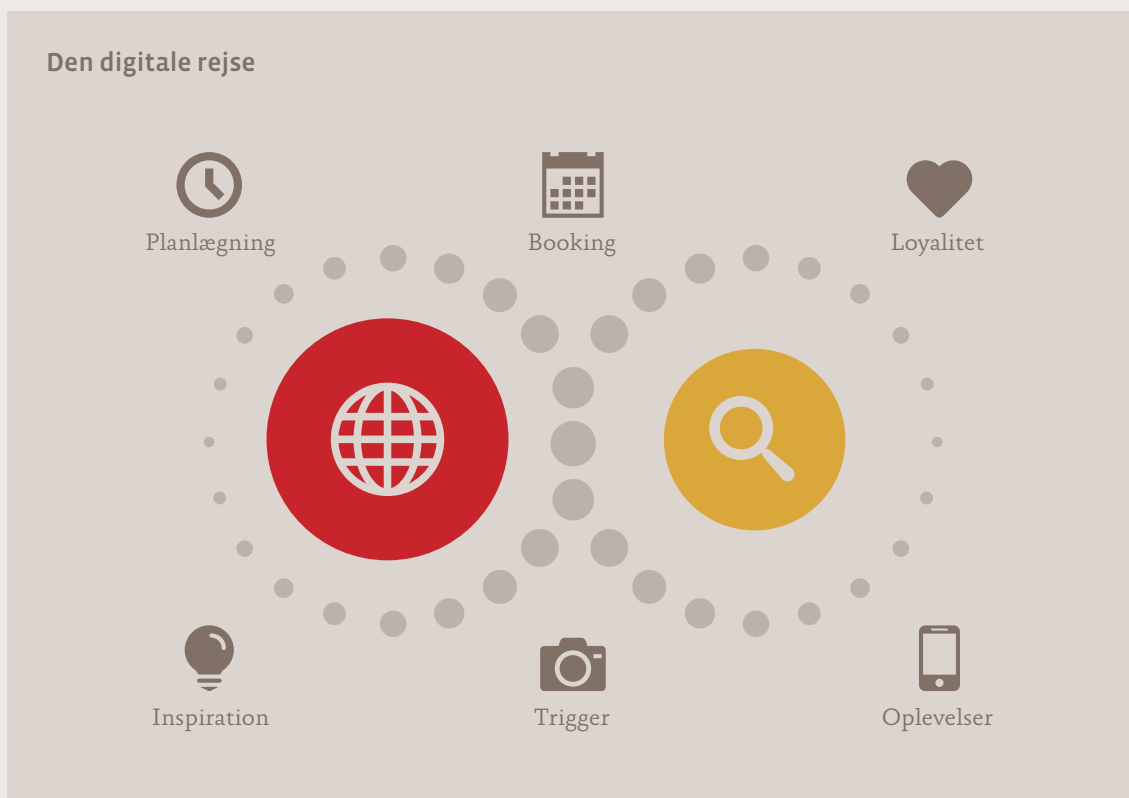 Den digitale rejse
Planlægning
Booking
Loyalitet
Inspiration
Trigger
Oplevelser